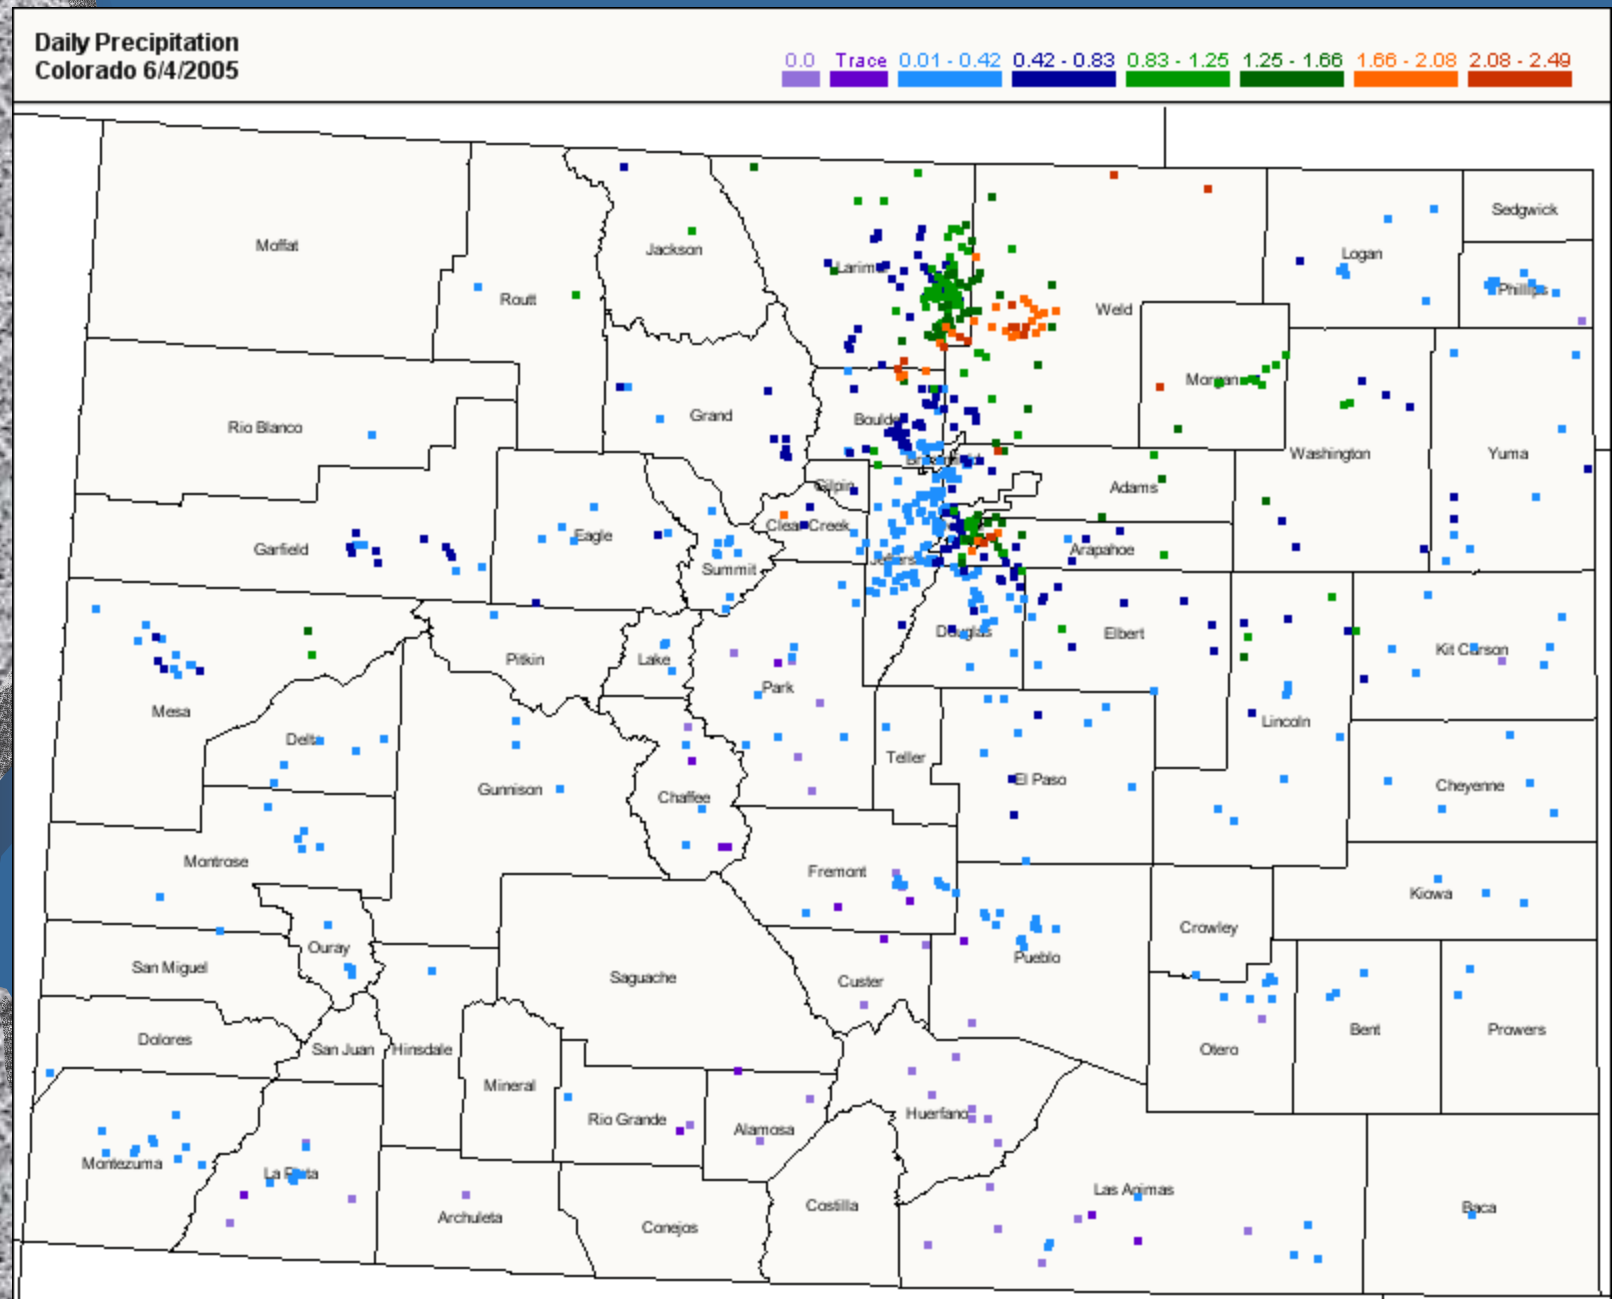 Daily Precipitation
Colorado 6/4/2005
0.0 Trace 0.01 - 0.42 0.42 - 0.83 0.83 - 1.25 1.25 - 1.66 1.66 - 2.08 2.08 - 2.49
Sedgwick
Moffat
Jackson
Logan
Larimer
Phillips
Routt
Weld
Morgan
Grand
Boulder
Rio Blanco
Washington
Yuma
Broomfield
Gilpin
Adams
Clear Creek
Eagle
Garfield
Arapahoe
Jefferson
Summit
Douglas
Elbert
Kit Carson
Pitkin
Lake
Park
Mesa
Lincoln
Delta
Teller
El Paso
Cheyenne
Gunnison
Chaffee
Montrose
Fremont
Kiowa
Crowley
Ouray
Pueblo
San Miguel
Saguache
Custer
Bent
Prowers
Dolores
San Juan
Hinsdale
Otero
Mineral
Rio Grande
Alamosa
Huerfano
Montezuma
La Plata
Las Animas
Costilla
Baca
Archuleta
Conejos